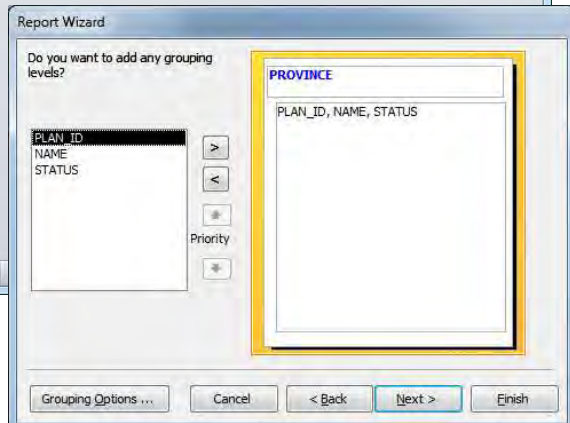 Report Wizard
Do you want to add any grouping
levels?
PLAN_ID
NAME
STATUS
>
<
Priority
PROVINCE
PLAN_ID, NAME, STATUS
Grouping Options ...
Cancel
< Back
Next >
Finish